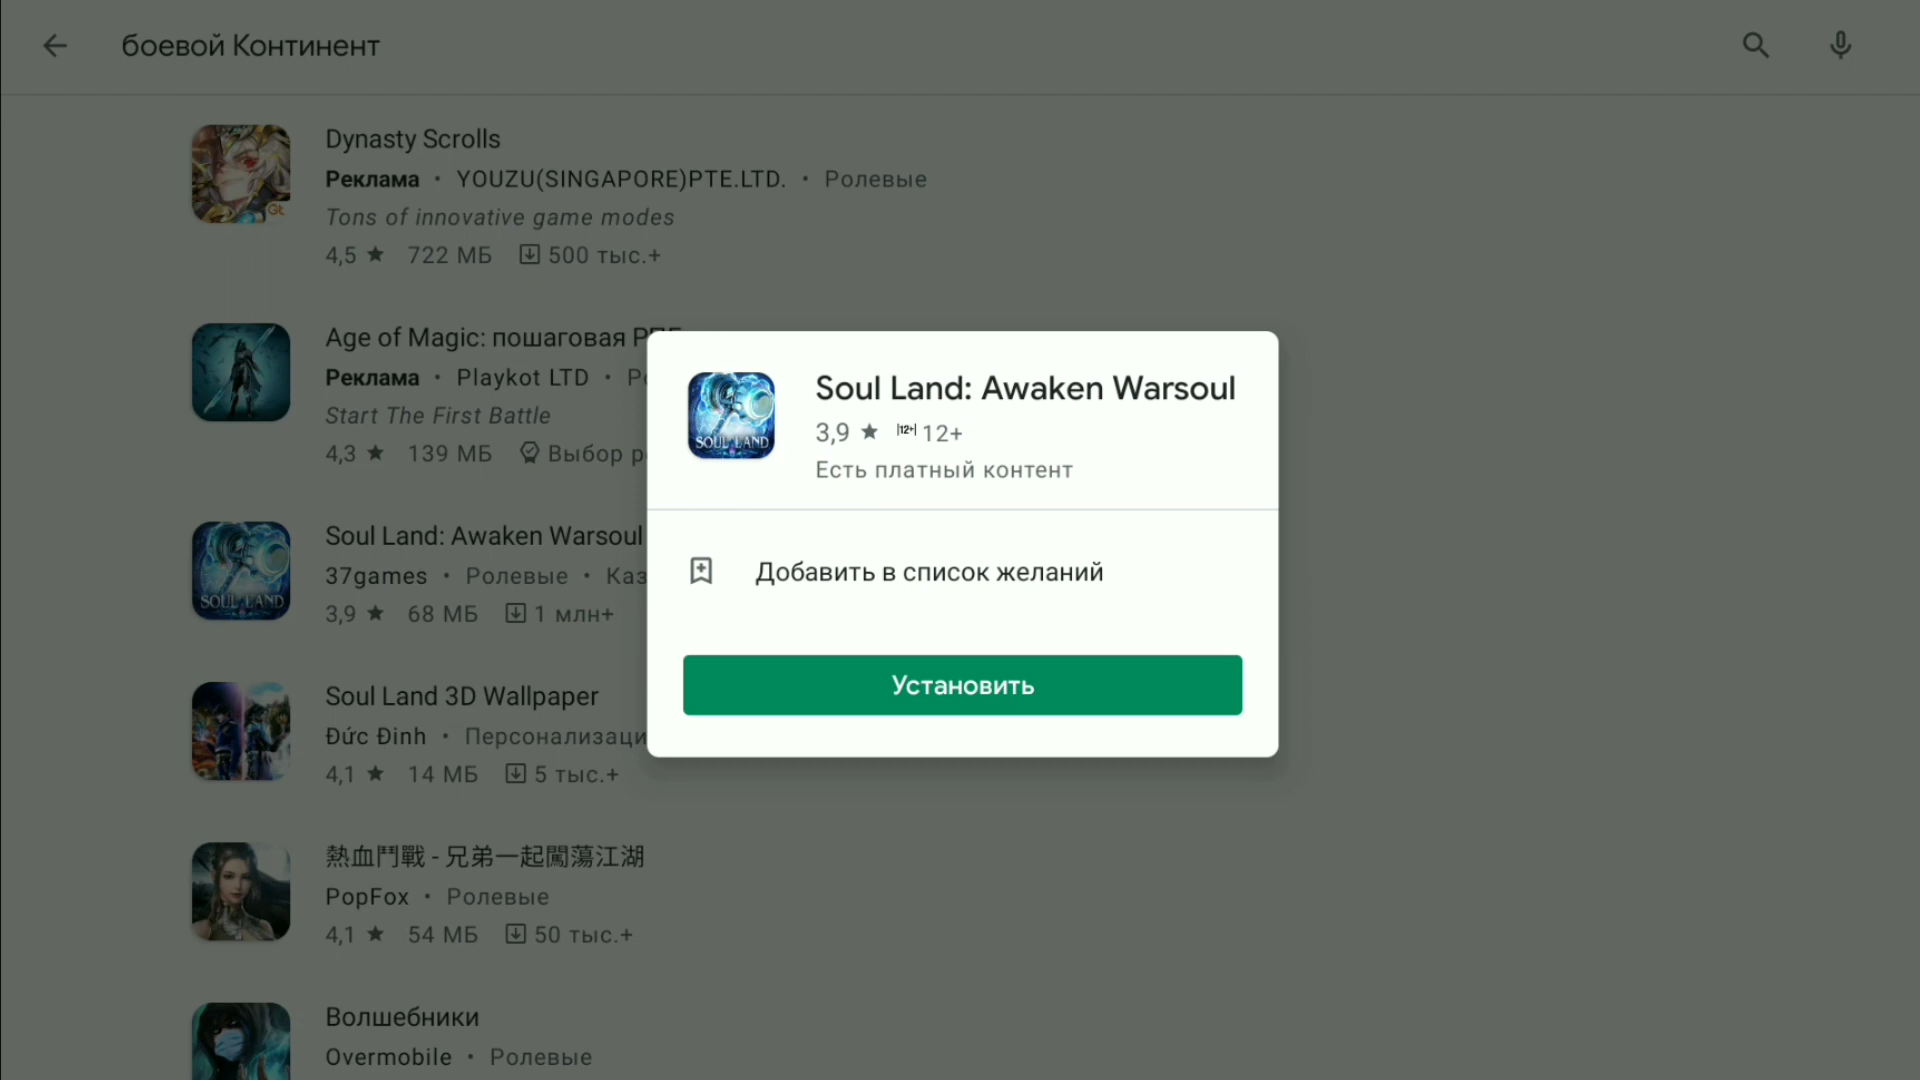 боевой Континент
Dynasty Scrolls
Реклама • YOUZU(SINGAPORE)PTE.LTD. • Ролевые
Tons of innovative game modes
4,5 ★ 722 МБ 500 тыс.+
Gt
Age of Magic: пошаговая
Реклама • Playkot LTD •
Start The First Battle
4,3 ★ 139 МБ Выбор
Soul Land: Awaken Warsoul
37games • Ролевые •
3,9 ★ 68 МБ 1 млн+
SOUL LAND
Soul Land 3D Wallpaper
Đức Đinh •
4,1 ★ 14 МБ 5 тыс.+
熱血鬥戰 - 兄弟一起闖蕩江湖
PopFox • Ролевые
4,1 ★ 54 МБ 50 тыс.+
Волшебники
Overmobile • Ролевые
SOUL LAND
Soul Land: Awaken Warsoul
3,9 ★ 12+ 12+
Есть платный контент
Добавить в список желаний
Установить